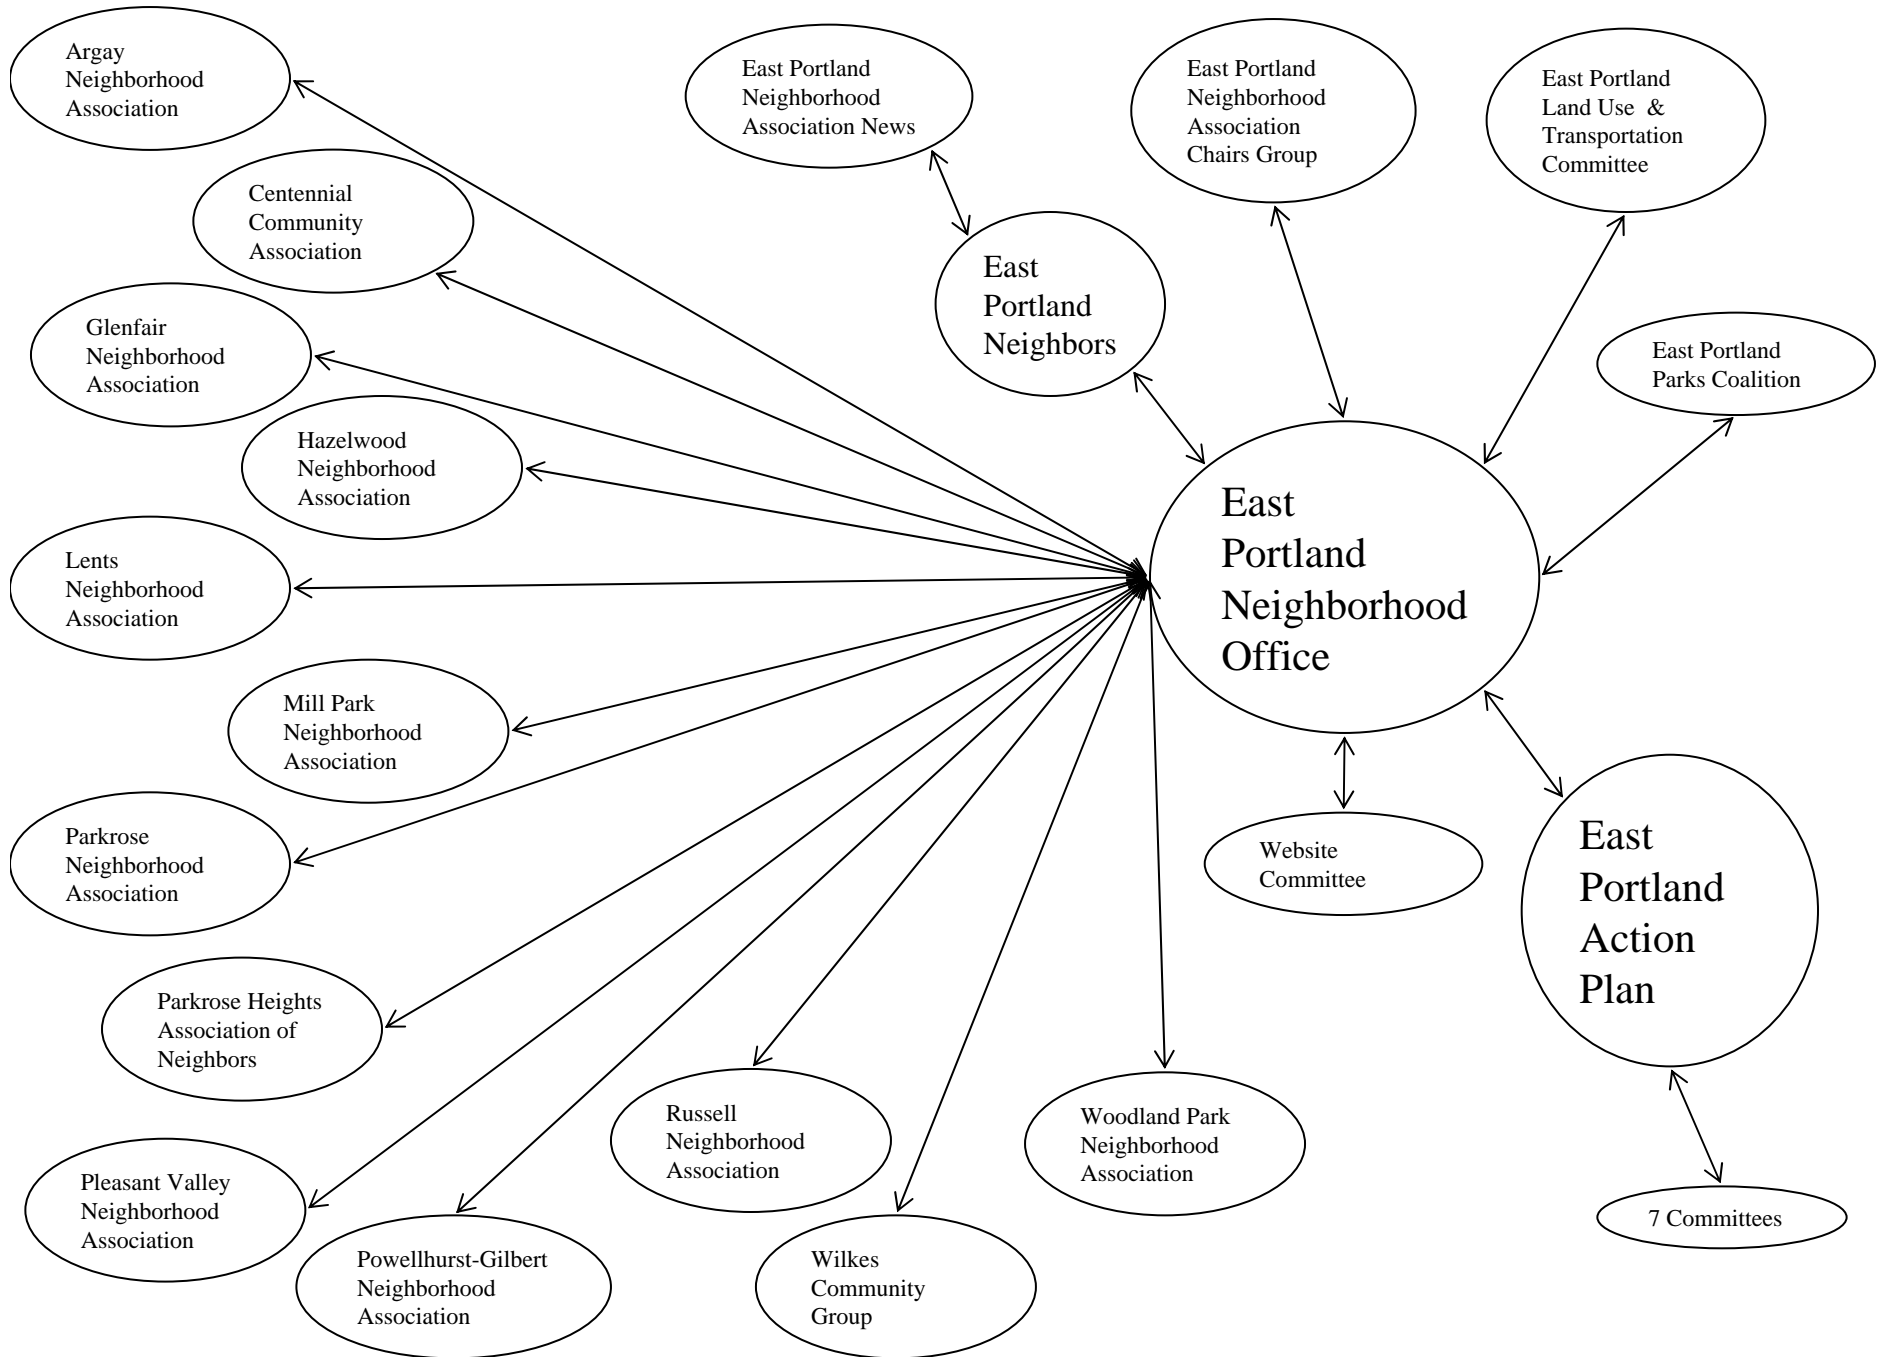 Argay
Neighborhood
Association
East Portland
Neighborhood
Association News
East Portland
Neighborhood
Association
Chairs Group
East Portland
Land Use &
Transportation
Committee
Centennial
Community
Association
East
Portland
Neighbors
Glenfair
Neighborhood
Association
East Portland
Parks Coalition
Hazelwood
Neighborhood
Association
East
Portland
Neighborhood
Office
Lents
Neighborhood
Association
Mill Park
Neighborhood
Association
Parkrose
Neighborhood
Association
Website
Committee
East
Portland
Action
Plan
Parkrose Heights
Association of
Neighbors
Russell
Neighborhood
Association
Woodland Park
Neighborhood
Association
Pleasant Valley
Neighborhood
Association
7 Committees
Powellhurst-Gilbert
Neighborhood
Association
Wilkes
Community
Group